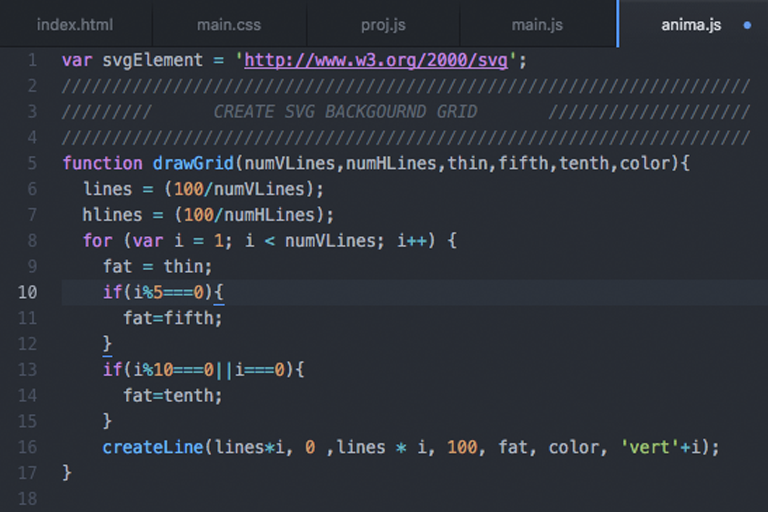 index.html main.css proj.js main.js anima.js
1 var svgElement = 'http://www.w3.org/2000/svg';
2 ////////////////////////////////////////////////////////////////////
3 ///////// CREATE SVG BACKGOURND GRID ////////////////////
4 ////////////////////////////////////////////////////////////////////
5 function drawGrid(numVLines,numHLines,thin,fifth,tenth,color){
6 lines = (100/numVLines);
7 hlines = (100/numHLines);
8 for (var i = 1; i < numVLines; i++) {
9 fat = thin;
10 if(i%5===0){
11 fat=fifth;
12 }
13 if(i%10===0||i===0){
14 fat=tenth;
15 }
16 createLine(lines*i, 0 ,lines * i, 100, fat, color, 'vert'+i);
17 }
18